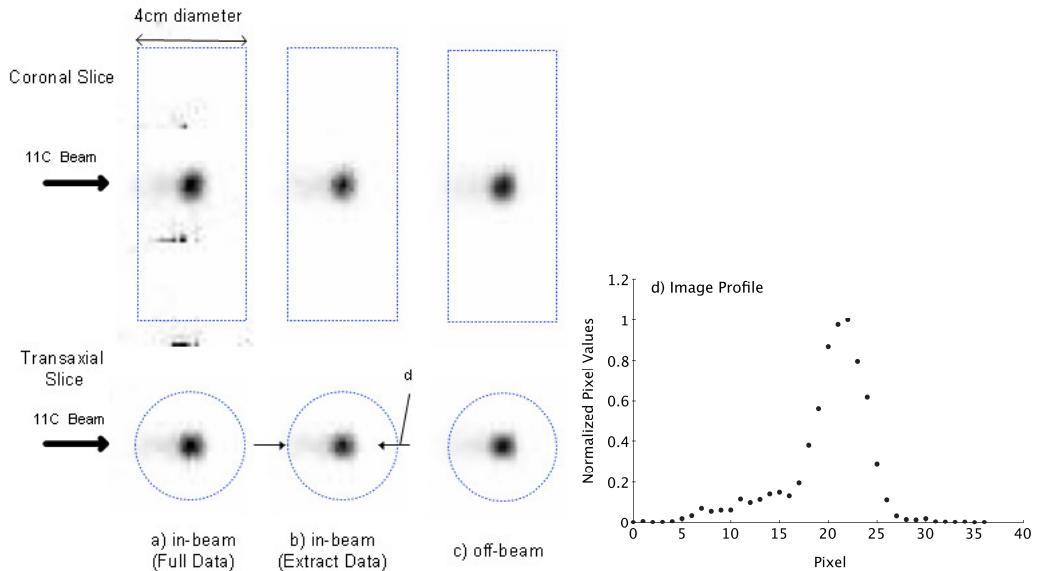 4cm diameter
Coronal Slice
11C Beam
Transaxial
Slice
11C Beam
d
a) in-beam
(Full Data)
b) in-beam
(Extract Data)
c) off-beam
d) Image Profile
Normalized Pixel Values
1.2
1
0.8
0.6
0.4
0.2
0
0 5 10 15 20 25 30 35 40
Pixel